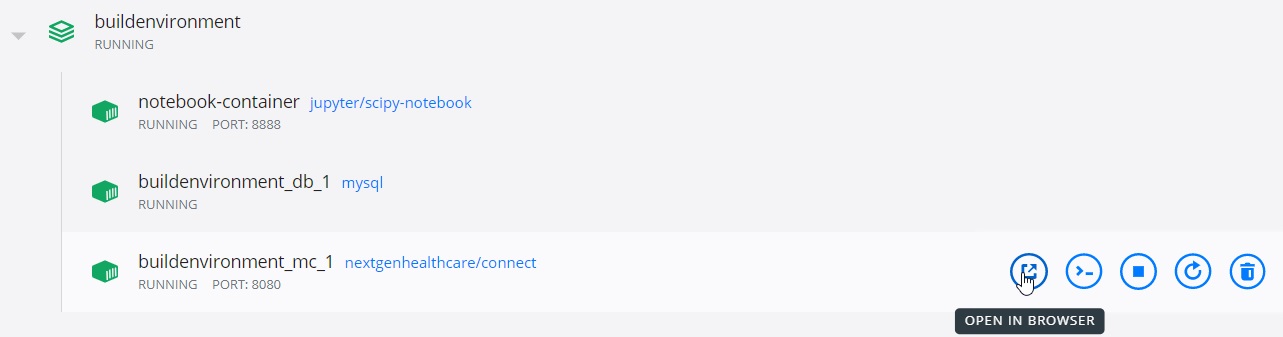 buildenvironment
RUNNING
notebook-container jupyter/scipy-notebook
RUNNING PORT: 8888
buildenvironment_db_1 mysql
RUNNING
buildenvironment_mc_1 nextgenhealthcare/connect
RUNNING PORT: 8080
OPEN IN BROWSER